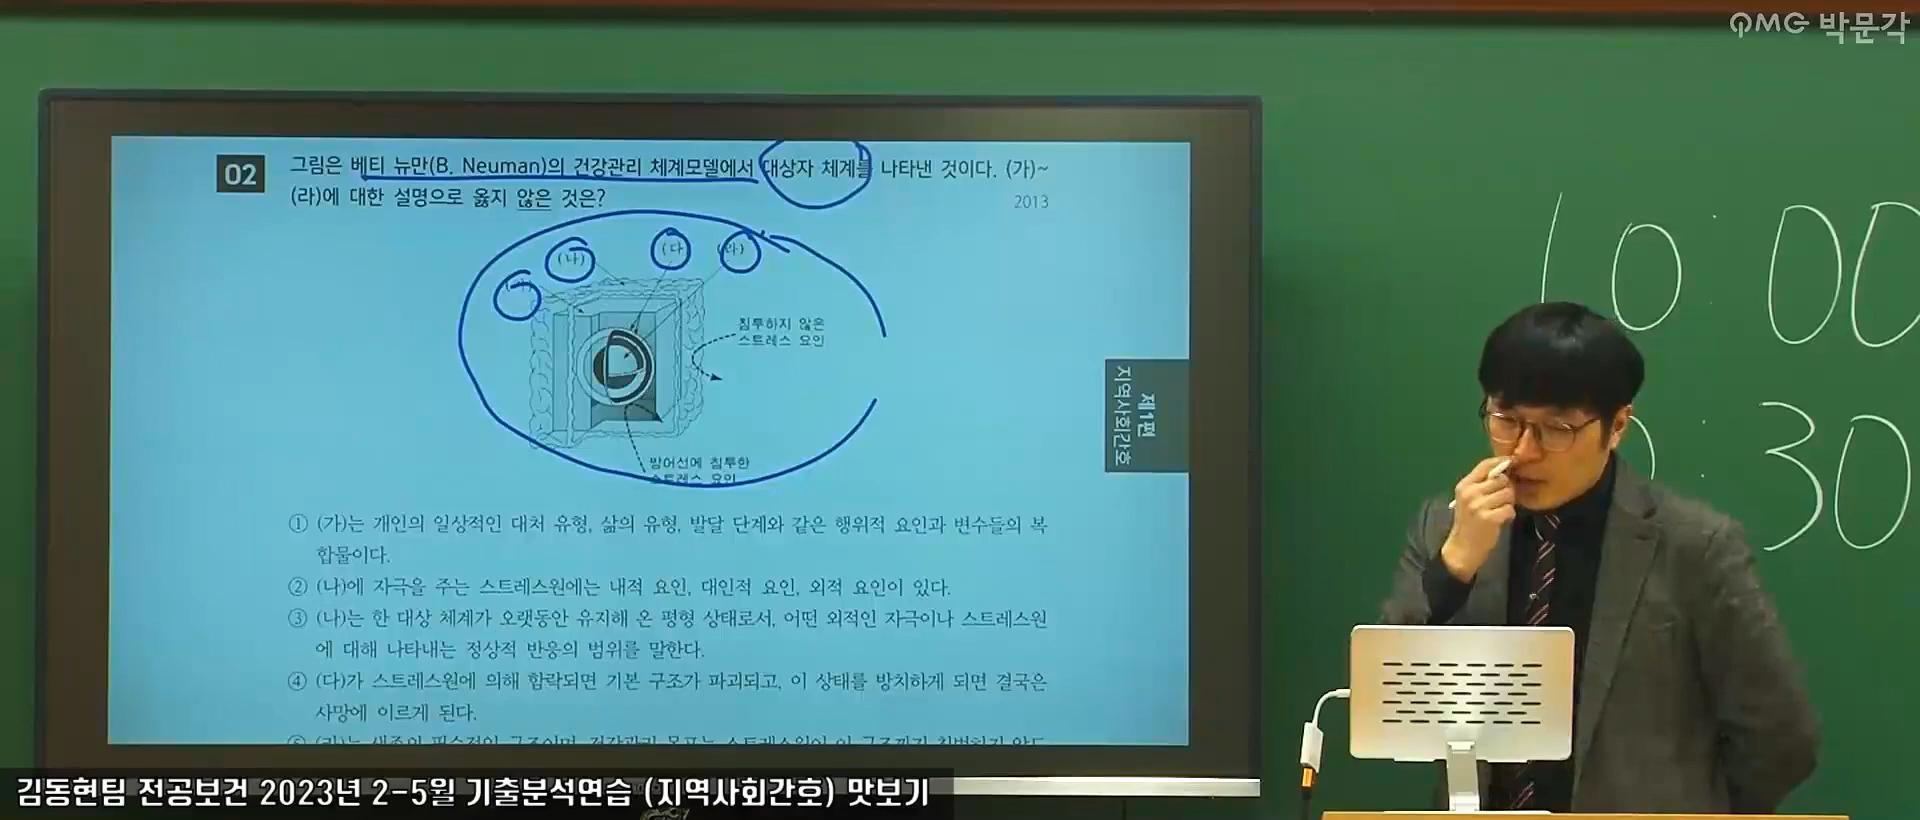 PMG 박문각
02
그림은 베티 뉴만(B. Neuman)의 건강관리 체계모델에서 대상자 체계를 나타낸 것이다. (가)~
(라)에 대한 설명으로 옳지 않은 것은?
2013
(나)
(다
(라)
침투하지 않은
스트레스 요인
방어선에 침투한
스트레스 요인
제1편
지역사회간호
① (가)는 개인의 일상적인 대처 유형, 삶의 유형, 발달 단계와 같은 행위적 요인과 변수들의 복
합물이다.
② (나)에 자극을 주는 스트레스원에는 내적 요인, 대인적 요인, 외적 요인이 있다.
③ (나)는 한 대상 체계가 오랫동안 유지해 온 평형 상태로서, 어떤 외적인 자극이나 스트레스원
에 대해 나타내는 정상적 반응의 범위를 말한다.
④ (다)가 스트레스원에 의해 함락되면 기본 구조가 파괴되고, 이 상태를 방치하게 되면 결국은
사망에 이르게 된다.
10:00
: 30
김동현팀 전공보건 2023년 2-5월 기출분석연습 (지역사회간호) 맛보기